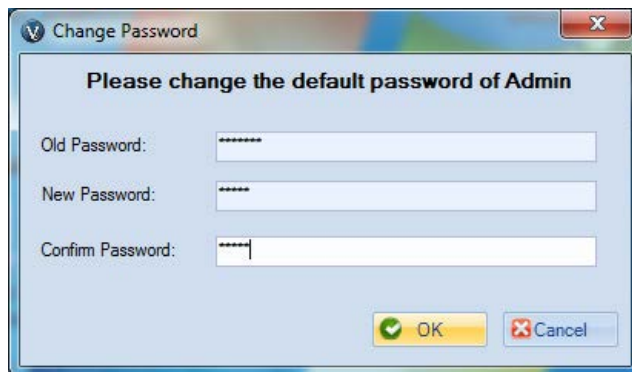 Change Password
Please change the default password of Admin
Old Password: *******
New Password: *****
Confirm Password: *****
OK Cancel